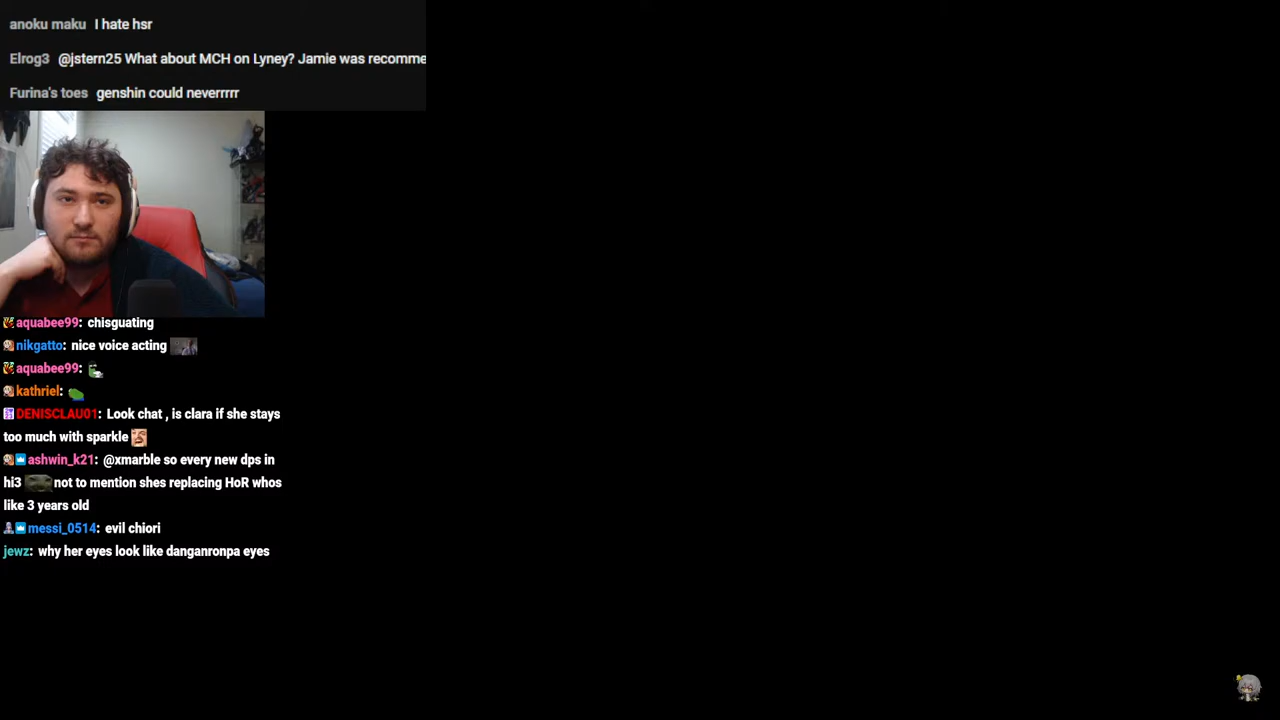 anoku maku I hate hsr
Elrog3 @jstern25 What about MCH on Lyney? Jamie was recomme
Furina's toes genshin could neverrrrr
aquabee99: chisguating
nikgatto: nice voice acting
aquabee99:
kathriel:
DENISCLAU01: Look chat , is clara if she stays
too much with sparkle
ashwin_k21: @xmarble so every new dps in
hi3 not to mention shes replacing HoR whos
like 3 years old
messi_0514: evil chiori
jewz: why her eyes look like danganronpa eyes